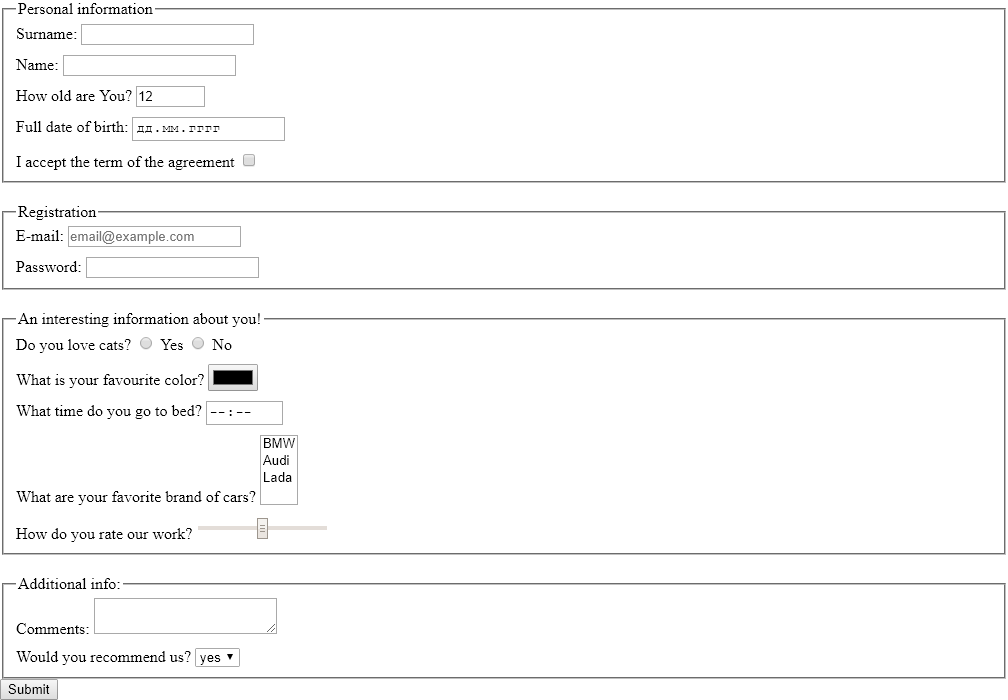 Personal information
Surname:
Name:
How old are You? 12
Full date of birth: дд.мм.гггг
I accept the term of the agreement
Registration
E-mail: email@example.com
Password:
An interesting information about you!
Do you love cats? Yes No
What is your favourite color?
What time do you go to bed? --:--
BMW
Audi
Lada
What are your favorite brand of cars?
How do you rate our work?
Additional info:
Comments:
Would you recommend us? yes
Submit